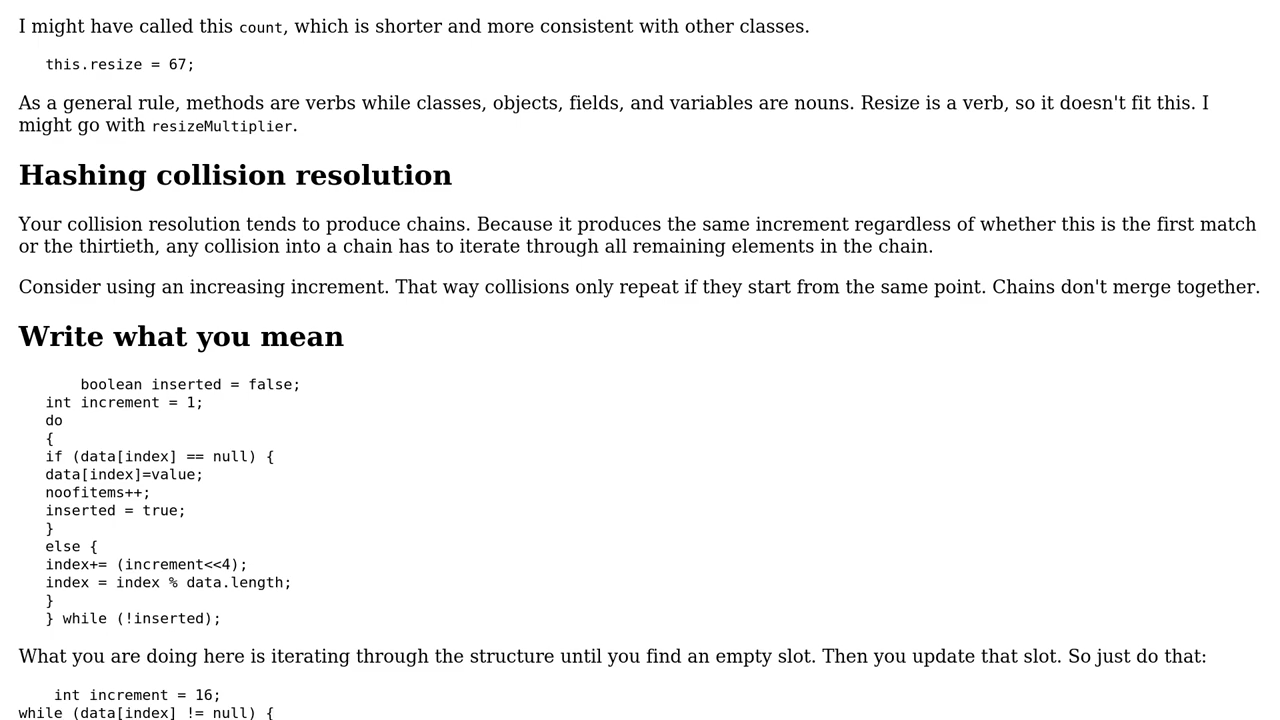 I might have called this count, which is shorter and more consistent with other classes.
this.resize = 67;
As a general rule, methods are verbs while classes, objects, fields, and variables are nouns. Resize is a verb, so it doesn't fit this. I
might go with resizeMultiplier.
Hashing collision resolution
Your collision resolution tends to produce chains. Because it produces the same increment regardless of whether this is the first match
or the thirtieth, any collision into a chain has to iterate through all remaining elements in the chain.
Consider using an increasing increment. That way collisions only repeat if they start from the same point. Chains don't merge together.
Write what you mean
boolean inserted = false;
int increment = 1;
do
{
if (data[index] == null) {
data[index]=value;
noofitems++;
inserted = true;
}
else {
index+= (increment<<4);
index = index % data.length;
}
} while (!inserted);
What you are doing here is iterating through the structure until you find an empty slot. Then you update that slot. So just do that:
int increment = 16;
while (data[index] != null) {